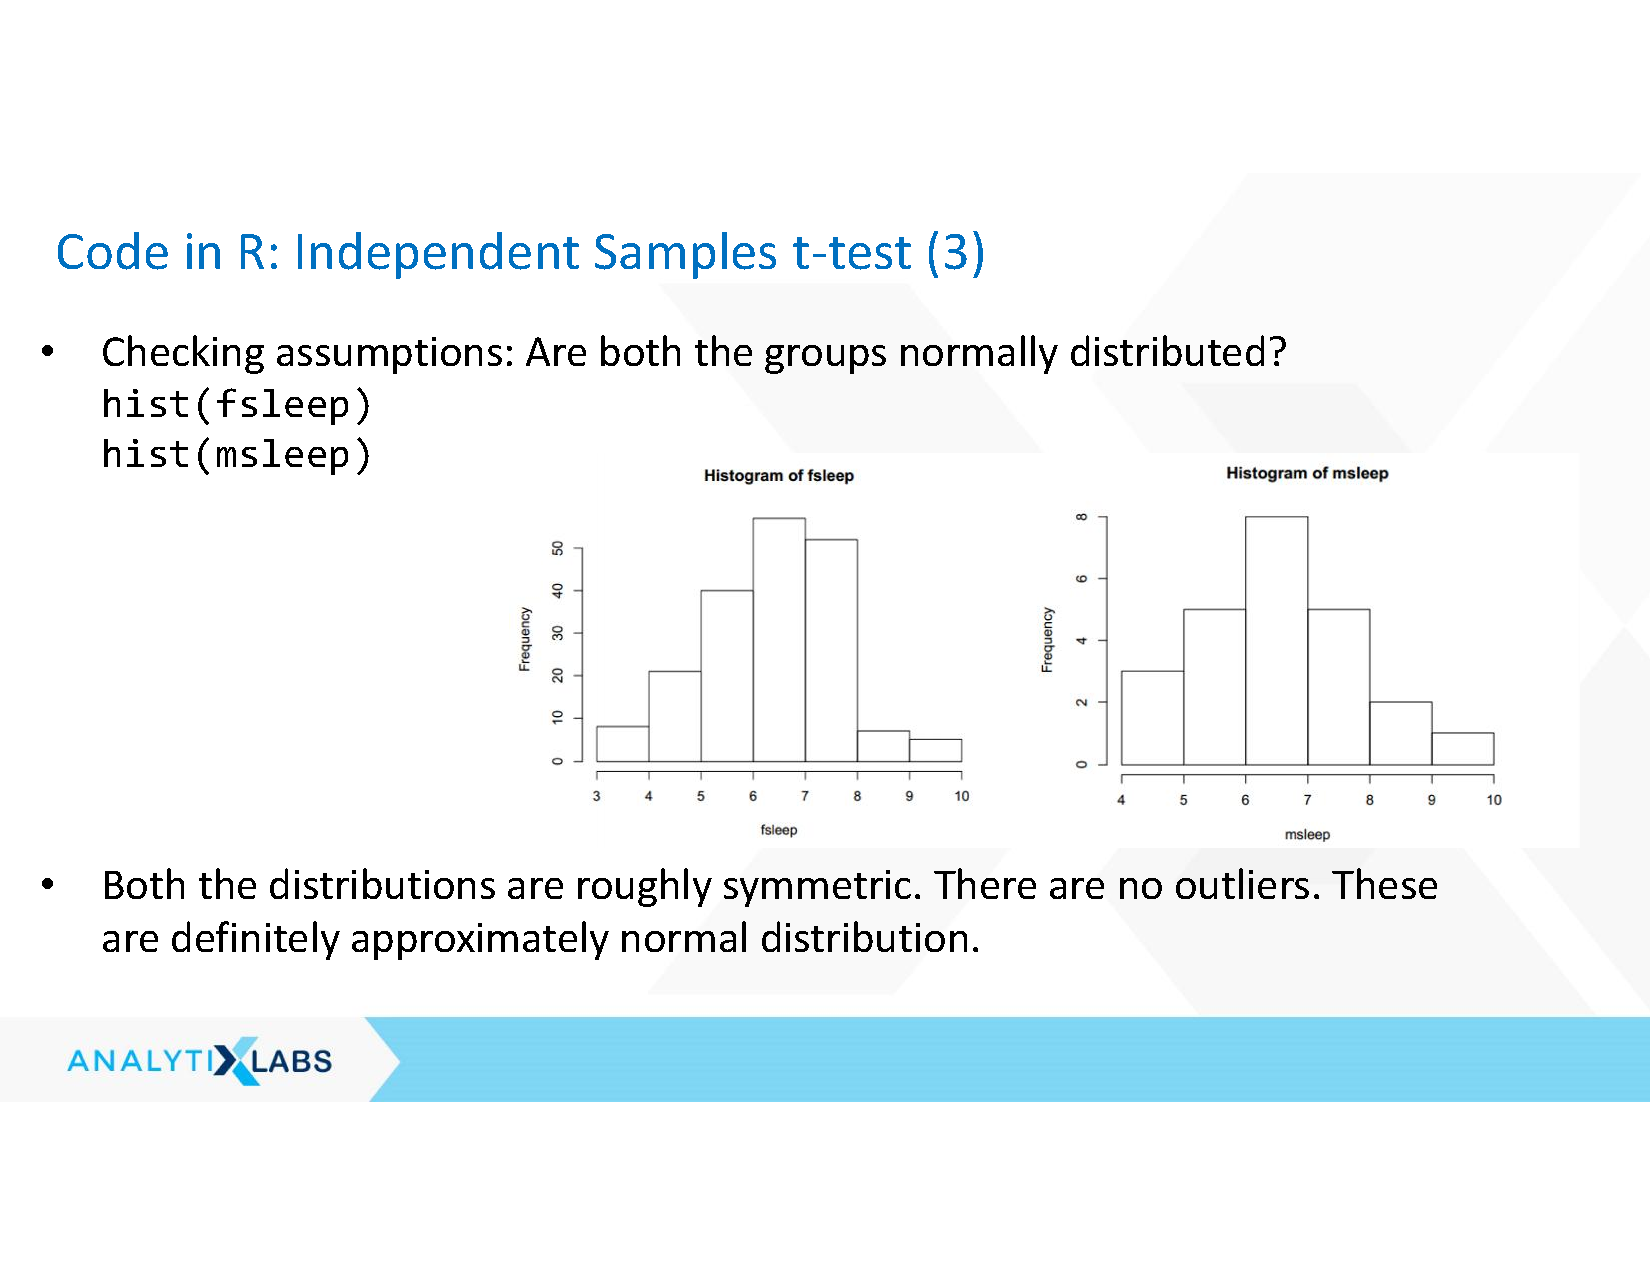 Code in R: Independent Samples t-test (3)
• Checking assumptions: Are both the groups normally distributed?
hist(fsleep)
hist(msleep)
Histogram of fsleep
Frequency
0 10 20 30 40 50
3 4 5 6 7 8 9 10
fsleep
Histogram of msleep
Frequency
0 2 4 6 8
4 5 6 7 8 9 10
msleep
• Both the distributions are roughly symmetric. There are no outliers. These
are definitely approximately normal distribution.
ANALYTIXLABS